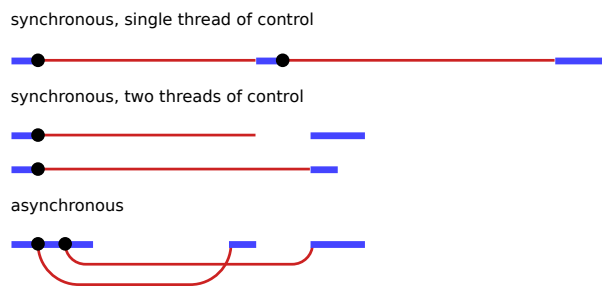 synchronous, single thread of control
synchronous, two threads of control
asynchronous